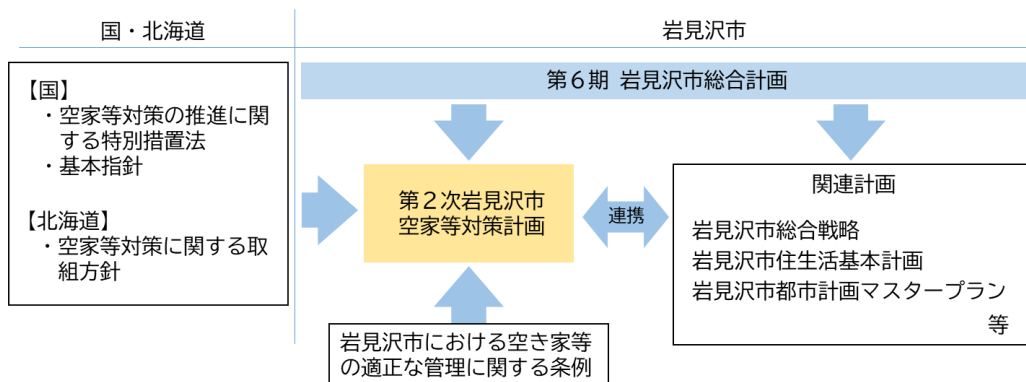 国・北海道
岩見沢市
【国】
・空家等対策の推進に関
する特別措置法
・基本指針
【北海道】
・空家等対策に関する取
組方針
第６期 岩見沢市総合計画
第２次岩見沢市
空家等対策計画
連携
関連計画
岩見沢市総合戦略
岩見沢市住生活基本計画
岩見沢市都市計画マスタープラン
等
岩見沢市における空き家等
の適正な管理に関する条例